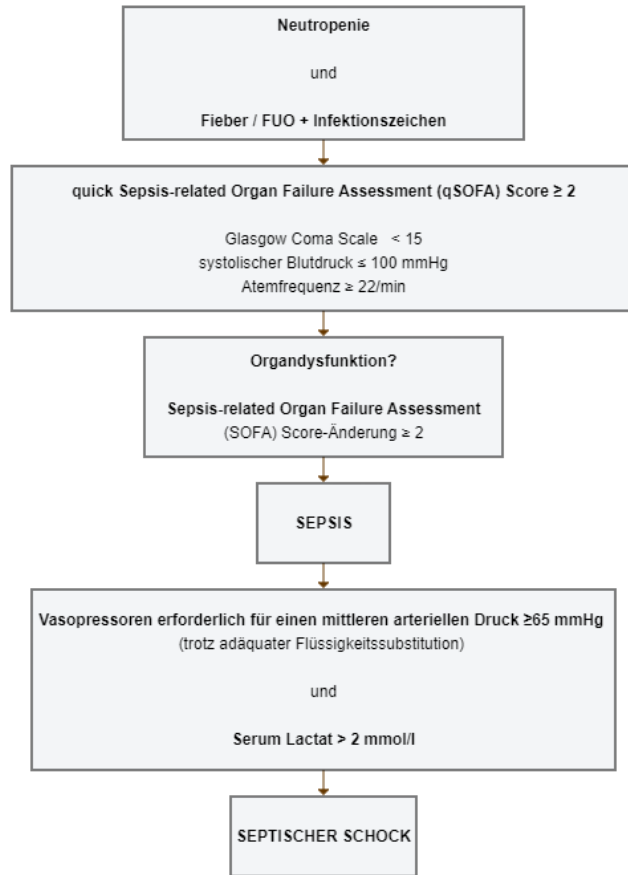 Neutropenie
und
Fieber / FUO + Infektionszeichen
quick Sepsis-related Organ Failure Assessment (qSOFA) Score ≥ 2
Glasgow Coma Scale < 15
systolischer Blutdruck ≤ 100 mmHg
Atemfrequenz ≥ 22/min
Organdysfunktion?
Sepsis-related Organ Failure Assessment
(SOFA) Score-Änderung ≥ 2
SEPSIS
Vasopressoren erforderlich für einen mittleren arteriellen Druck ≥65 mmHg
(trotz adäquater Flüssigkeitssubstitution)
und
Serum Lactat > 2 mmol/l
SEPTISCHER SCHOCK